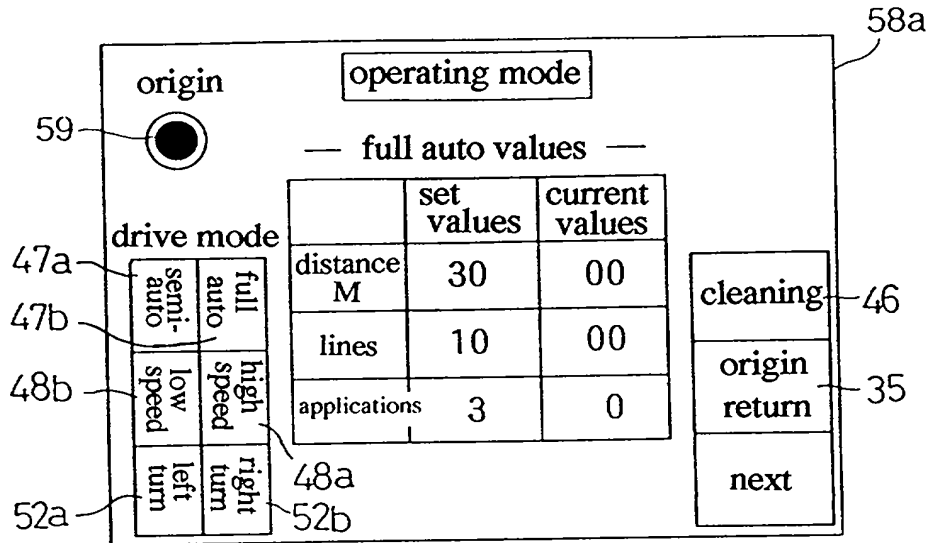 58a
origin
operating mode
59
— full auto values —
set values
current values
drive mode
47a
semi-auto
full auto
distance M
30
00
cleaning
46
47b
lines
10
00
48b
low speed
high speed
origin return
35
applications
3
0
48a
left turn
right turn
next
52a
52b